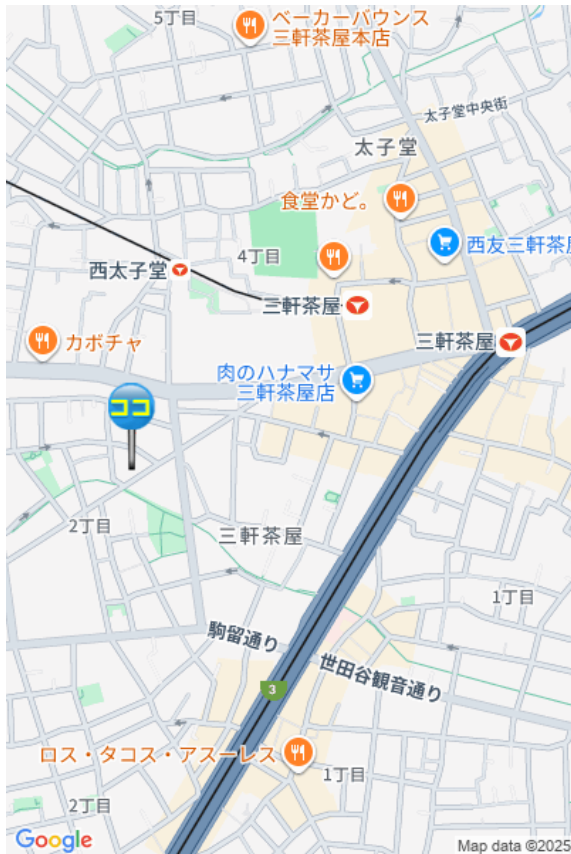 5丁目
ベーカーバウンス
三軒茶屋本店
太子堂中央街
太子堂
食堂かど。
西友三軒茶屋
4丁目
西太子堂
三軒茶屋
三軒茶屋
カボチャ
肉のハナマサ
三軒茶屋店
ココ
2丁目
三軒茶屋
1丁目
駒留通り
世田谷観音通り
3
ロス・タコス・アスーレス
1丁目
2丁目
Google
Map data ©2025